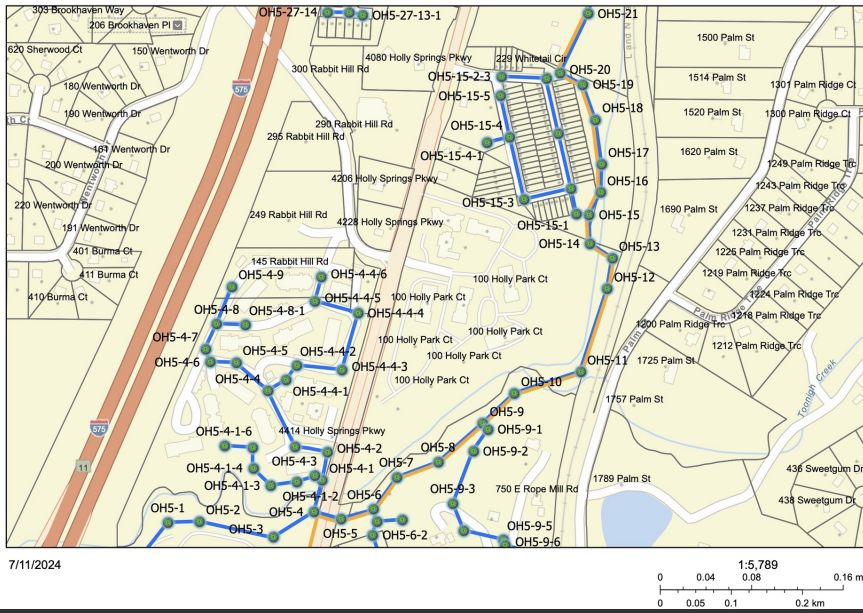 303 Brookhaven Way
206 Brookhaven Pl
OH5-27-14
OH5-27-13-1
OH5-21
620 Sherwood Ct
150 Wentworth Dr
4080 Holly Springs Pkwy
229 Whitetail Cir
1500 Palm St
300 Rabbit Hill Rd
OH5-15-2-3
OH5-20
OH5-19
1514 Palm St
1301 Palm Ridge Ct
180 Wentworth Dr
575
OH5-15-5
190 Wentworth Dr
OH5-18
1520 Palm St
1300 Palm Ridge Ct
290 Rabbit Hill Rd
OH5-15-4
295 Rabbit Hill Rd
161 Wentworth Dr
OH5-15-4-1
OH5-17
1620 Palm St
200 Wentworth Dr
1249 Palm Ridge Trc
Wentworth Dr
4206 Holly Springs Pkwy
OH5-16
1243 Palm Ridge Trc
220 Wentworth Dr
OH5-15-3
1690 Palm St
1237 Palm Ridge Trc
Palm Ridge Trc
249 Rabbit Hill Rd
4228 Holly Springs Pkwy
OH5-15-1
OH5-15
191 Wentworth Dr
1231 Palm Ridge Trc
OH5-14
OH5-13
401 Burma Ct
145 Rabbit Hill Rd
1225 Palm Ridge Trc
411 Burma Ct
OH5-4-9
OH5-4-4-6
100 Holly Park Ct
OH5-12
1219 Palm Ridge Trc
410 Burma Ct
OH5-4-4-5
100 Holly Park Ct
1224 Palm Ridge Trc
OH5-4-8
OH5-4-8-1
OH5-4-4-4
1218 Palm Ridge Trc
1200 Palm Ridge Trc
OH5-4-7
100 Holly Park Ct
100 Holly Park Ct
1212 Palm Ridge Trc
OH5-4-6
OH5-4-5
OH5-4-4-2
100 Holly Park Ct
OH5-11
1725 Palm St
OH5-4-4
OH5-4-4-3
100 Holly Park Ct
OH5-10
OH5-4-4-1
1757 Palm St
Toonigh Creek
OH5-9
575
OH5-4-1-6
4414 Holly Springs Pkwy
OH5-9-1
OH5-4-2
OH5-8
OH5-9-2
11
OH5-4-1-4
OH5-4-3
OH5-4-1
OH5-7
1789 Palm St
OH5-4-1-3
OH5-4-1-2
OH5-9-3
750 E Rope Mill Rd
438 Sweetgum Dr
OH5-1
OH5-2
OH5-4
OH5-6
OH5-3
OH5-5
OH5-6-2
OH5-9-5
OH5-9-6
7/11/2024
1:5,789
0 0.04 0.08 0.16 m
0 0.05 0.1 0.2 km